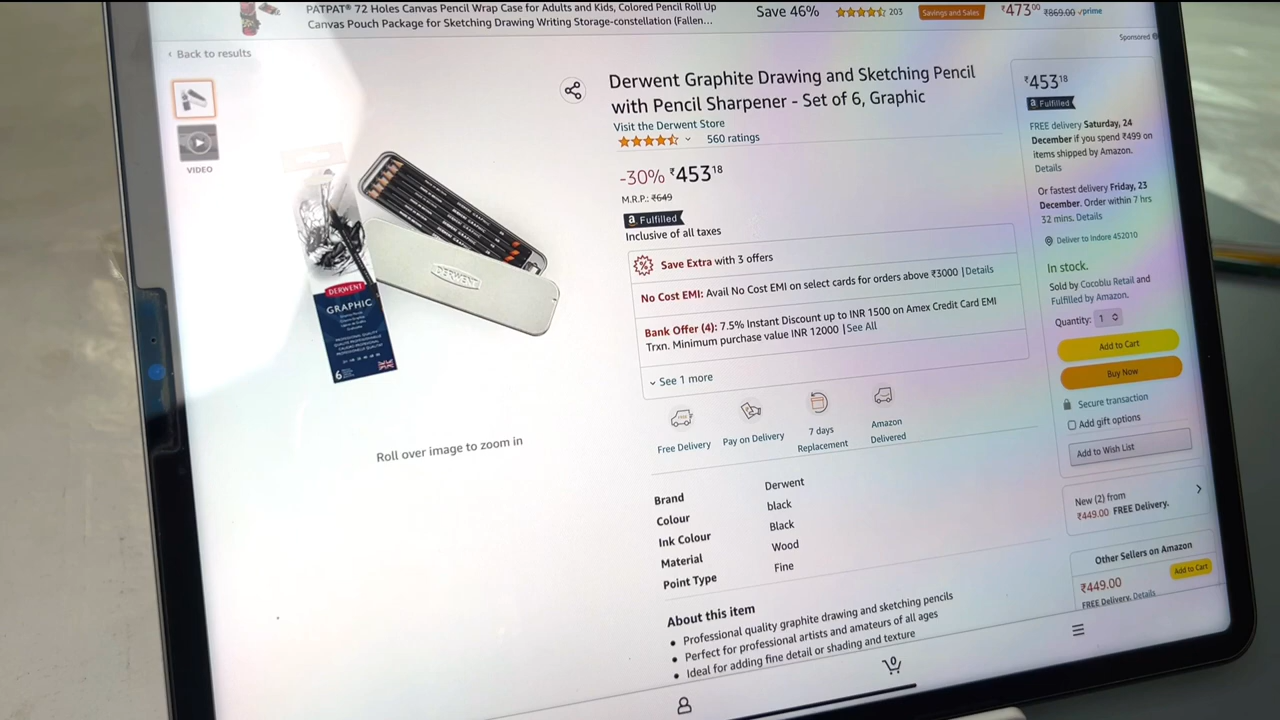 PATPAT® 72 Holes Canvas Pencil Wrap Case for Adults and Kids, Colored Pencil Roll Up
Canvas Pouch Package for Sketching Drawing Writing Storage-constellation (Fallen...
Save 46%
203
Savings and Sales
₹473⁰⁰ ₹869.00 ✓prime
Sponsored
‹ Back to results
VIDEO
DERWENT
DERWENT
GRAPHIC
6
Roll over image to zoom in
Derwent Graphite Drawing and Sketching Pencil
with Pencil Sharpener - Set of 6, Graphic
Visit the Derwent Store
560 ratings
-30% ₹453¹⁸
M.R.P.: ₹649
a Fulfilled
Inclusive of all taxes
Save Extra with 3 offers
No Cost EMI: Avail No Cost EMI on select cards for orders above ₹3000 |Details
Bank Offer (4): 7.5% Instant Discount up to INR 1500 on Amex Credit Card EMI
Trxn. Minimum purchase value INR 12000 |See All
See 1 more
Free Delivery
Pay on Delivery
7 days
Replacement
Amazon
Delivered
Brand Derwent
Colour black
Ink Colour Black
Material Wood
Point Type Fine
About this item
• Professional quality graphite drawing and sketching pencils
• Perfect for professional artists and amateurs of all ages
• Ideal for adding fine detail or shading and texture
₹453¹⁸
a Fulfilled
FREE delivery Saturday, 24
December if you spend ₹499 on
items shipped by Amazon.
Details
Or fastest delivery Friday, 23
December. Order within 7 hrs
32 mins. Details
Deliver to Indore 452010
In stock.
Sold by Cocoblu Retail and
Fulfilled by Amazon.
Quantity: 1
Add to Cart
Buy Now
Secure transaction
Add gift options
Add to Wish List
New (2) from
₹449.00 FREE Delivery.
Other Sellers on Amazon
₹449.00
Add to Cart
FREE Delivery. Details
0